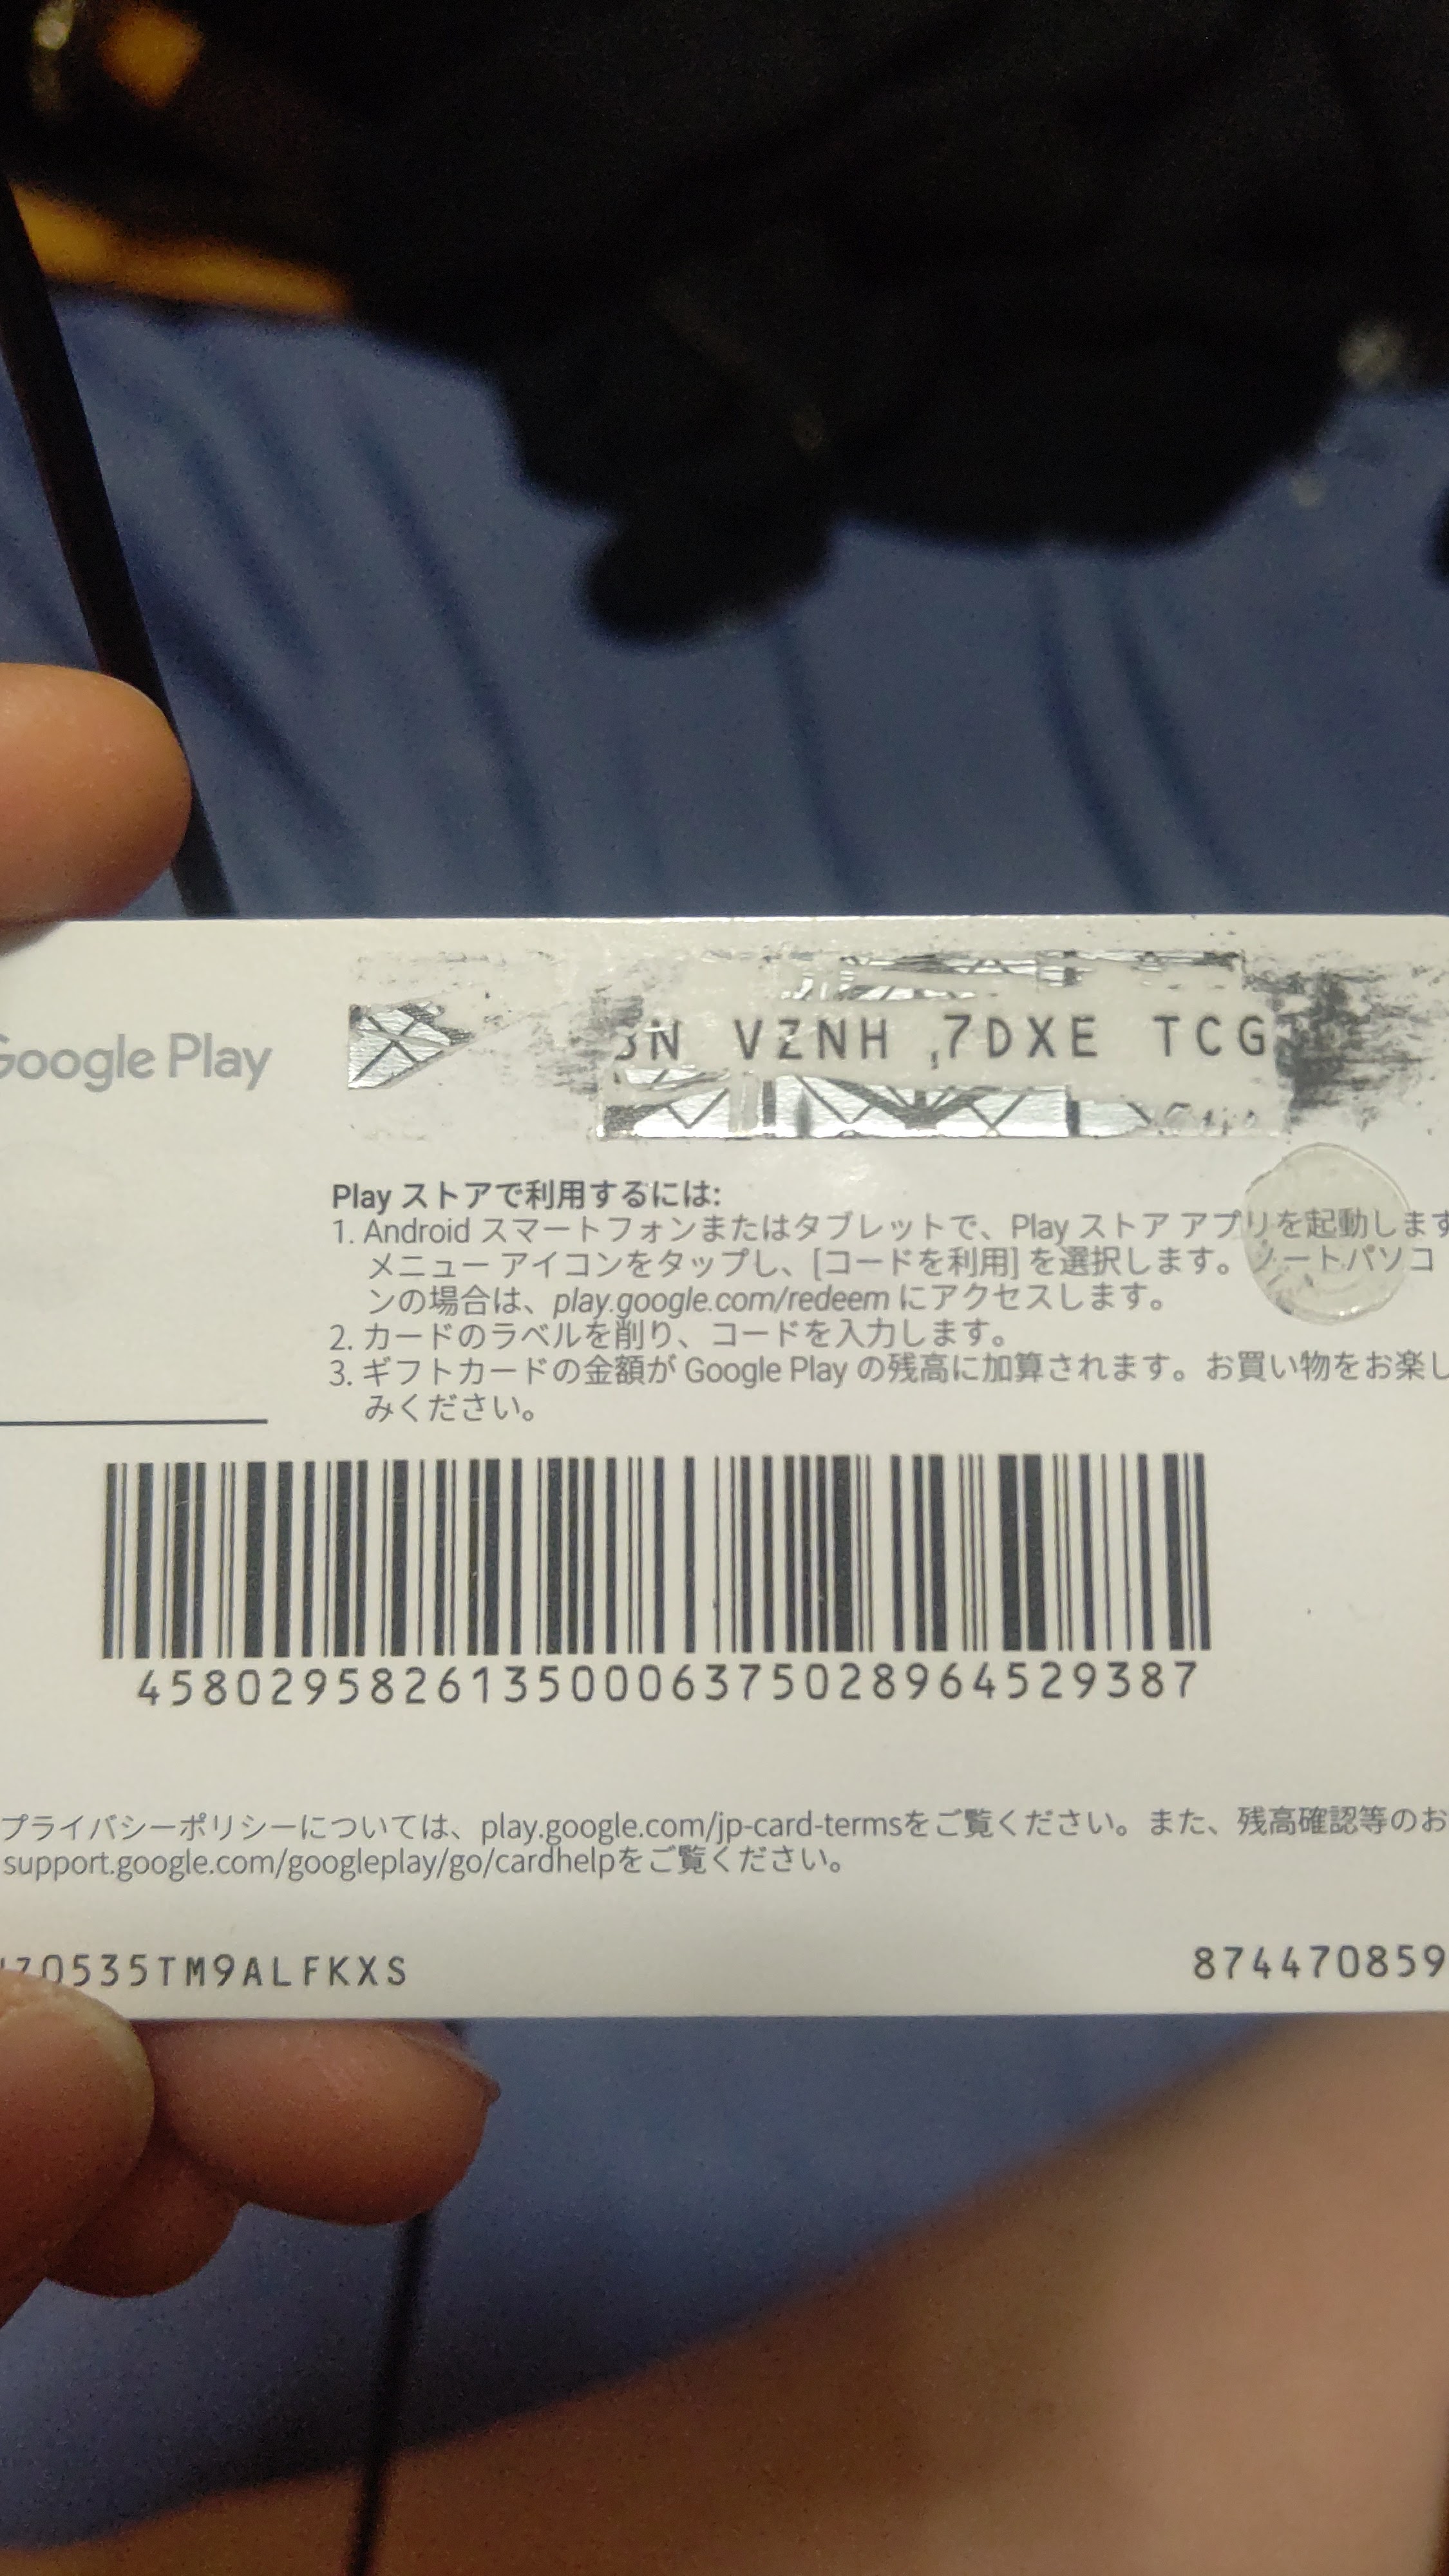 Google Play
N VZNH 7DXE TCG
Play ストアで利用するには:
1. Android スマートフォンまたはタブレットで、Play ストア アプリを起動します
メニュー アイコンをタップし、[コードを利用] を選択します。ノートパソコ
ンの場合は、play.google.com/redeem にアクセスします。
2. カードのラベルを削り、コードを入力します。
3. ギフトカードの金額が Google Play の残高に加算されます。お買い物をお楽し
みください。
4580295826135000637502896452​9387
プライバシーポリシーについては、play.google.com/jp-card-termsをご覧ください。また、残高確認等のお
support.google.com/googleplay/go/cardhelpをご覧ください。
0535TM9ALFKXS
874470859